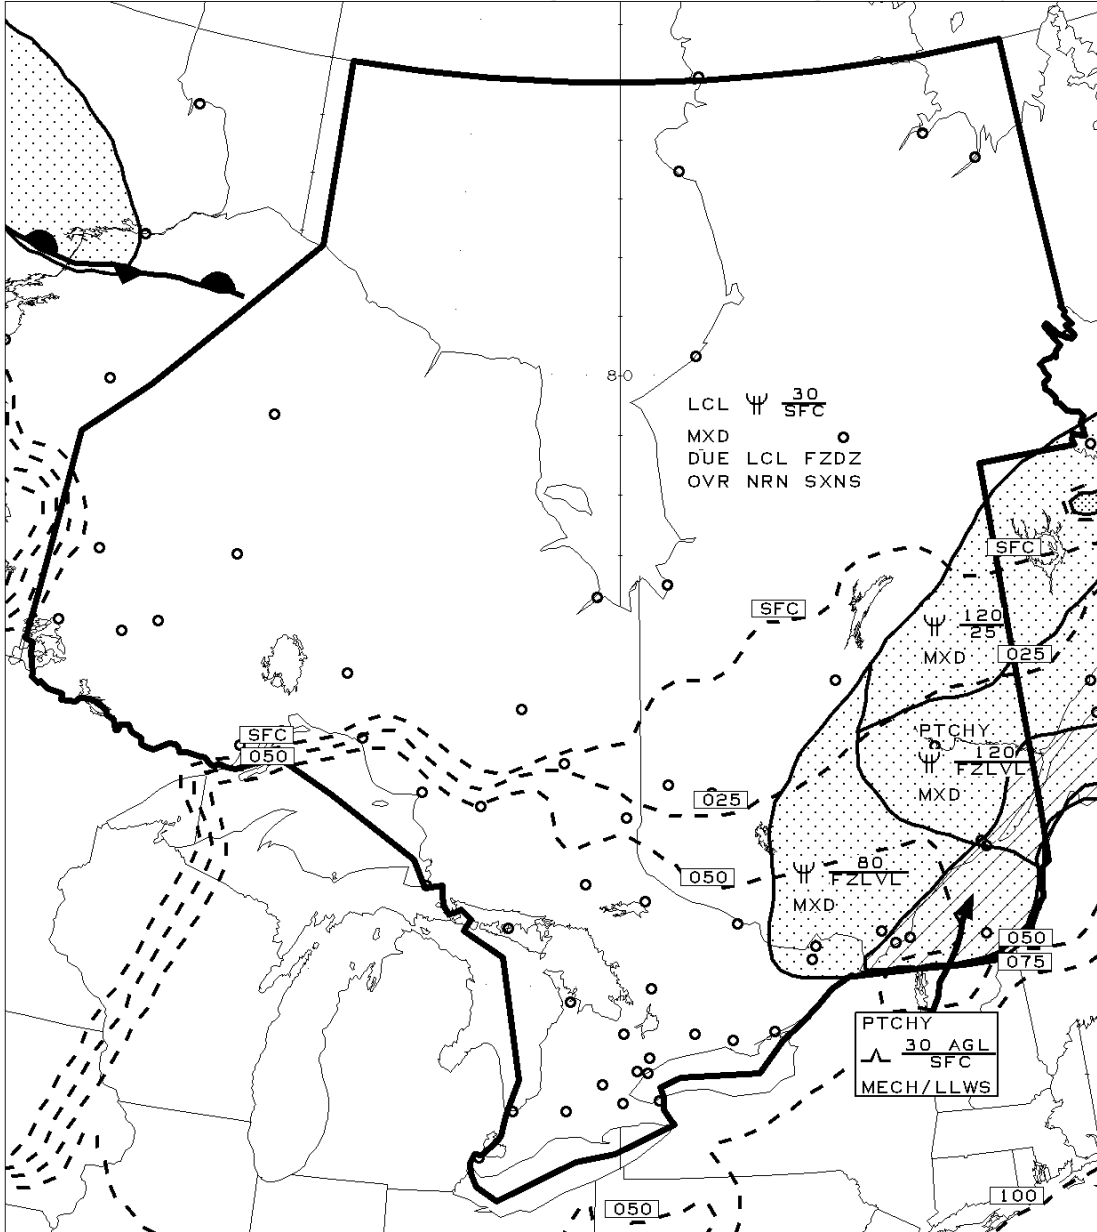 80
LCL 30
SFC
MXD
DUE LCL FZDZ
OVR NRN SXNS
SFC
SFC
120
25
MXD
025
SFC
050
PTCHY
120
FZLVL
MXD
025
050
80
FZLVL
MXD
050
075
PTCHY
30 AGL
SFC
MECH/LLWS
100
050